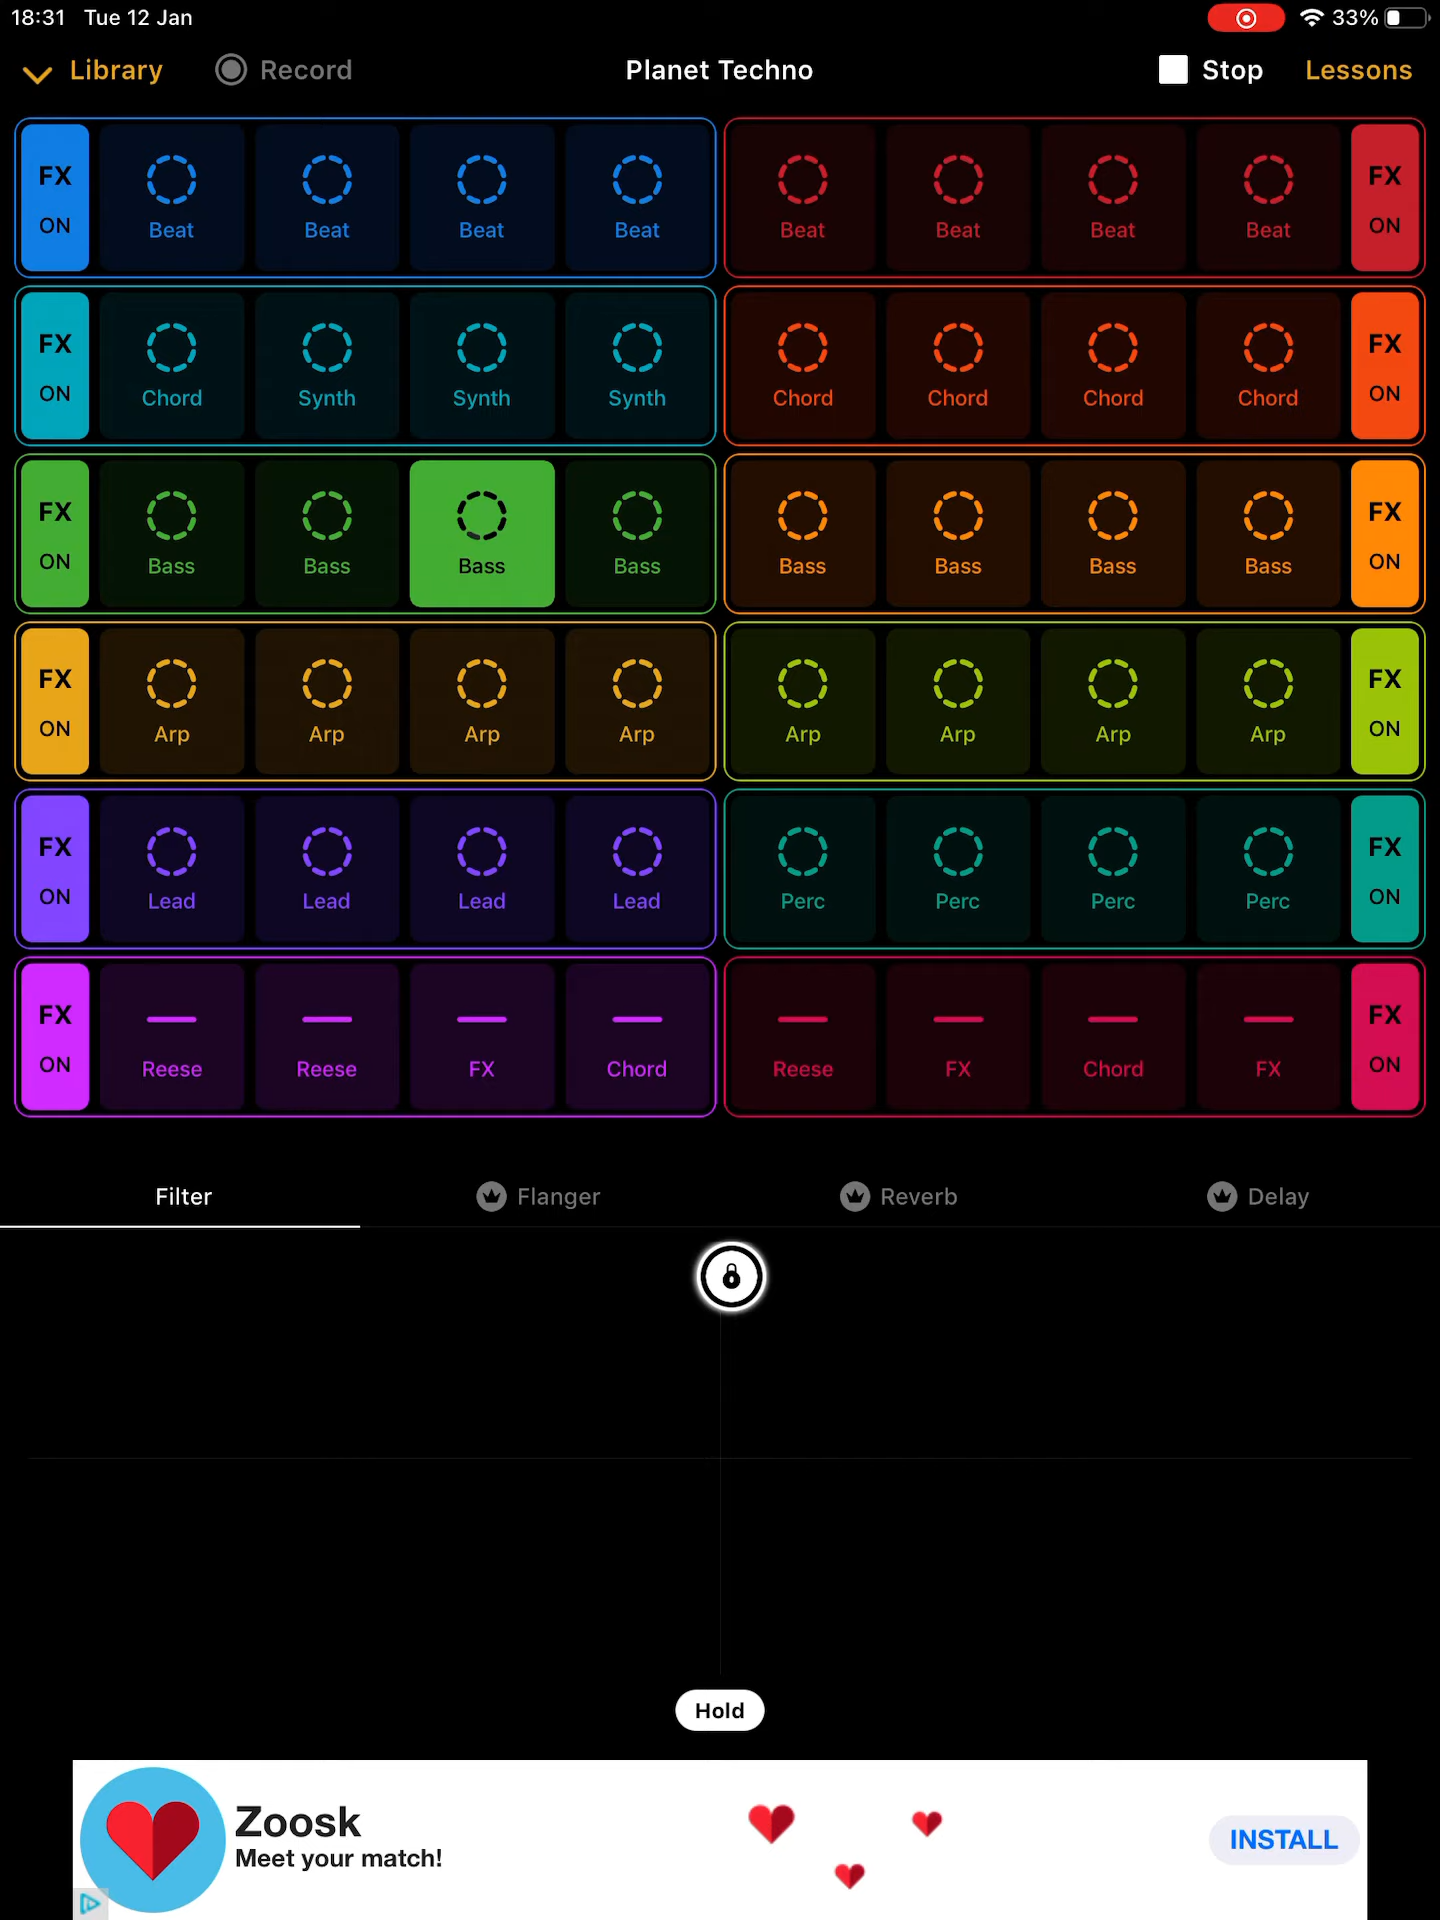 18:31 Tue 12 Jan 33%
Library Record Planet Techno Stop Lessons
FX Beat Beat Beat Beat Beat Beat Beat Beat FX
ON ON
FX Chord Synth Synth Synth Chord Chord Chord Chord FX
ON ON
FX Bass Bass Bass Bass Bass Bass Bass Bass FX
ON ON
FX Arp Arp Arp Arp Arp Arp Arp Arp FX
ON ON
FX Lead Lead Lead Lead Perc Perc Perc Perc FX
ON ON
FX Reese Reese FX Chord Reese FX Chord FX FX
ON ON
Filter Flanger Reverb Delay
Hold
Zoosk
Meet your match!
INSTALL